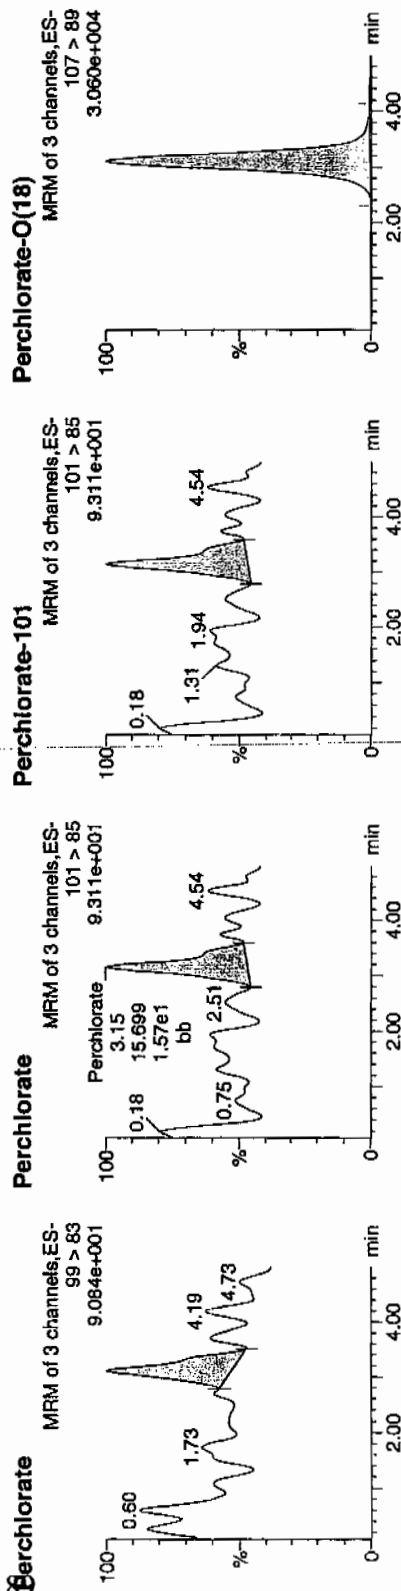 Perchlorate
MRM of 3 channels,ES-
99 > 83
9.084e+001
100
%
0
0.60
1.73
4.19
4.73
2.00
4.00
min
Perchlorate
MRM of 3 channels,ES-
101 > 85
9.311e+001
100
%
0
0.18
0.75
Perchlorate
3.15
15.699
1.57e1
bb
2.51
4.54
2.00
4.00
min
Perchlorate-101
MRM of 3 channels,ES-
101 > 85
9.311e+001
100
%
0
0.18
1.31
1.94
4.54
2.00
4.00
min
Perchlorate-O(18)
MRM of 3 channels,ES-
107 > 89
3.060e+004
100
%
0
2.00
4.00
min